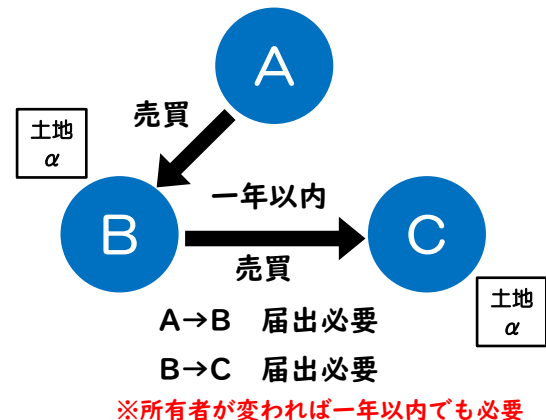 A
売買
土地
α
一年以内
B
C
売買
土地
α
A→B 届出必要
B→C 届出必要
※所有者が変われば一年以内でも必要